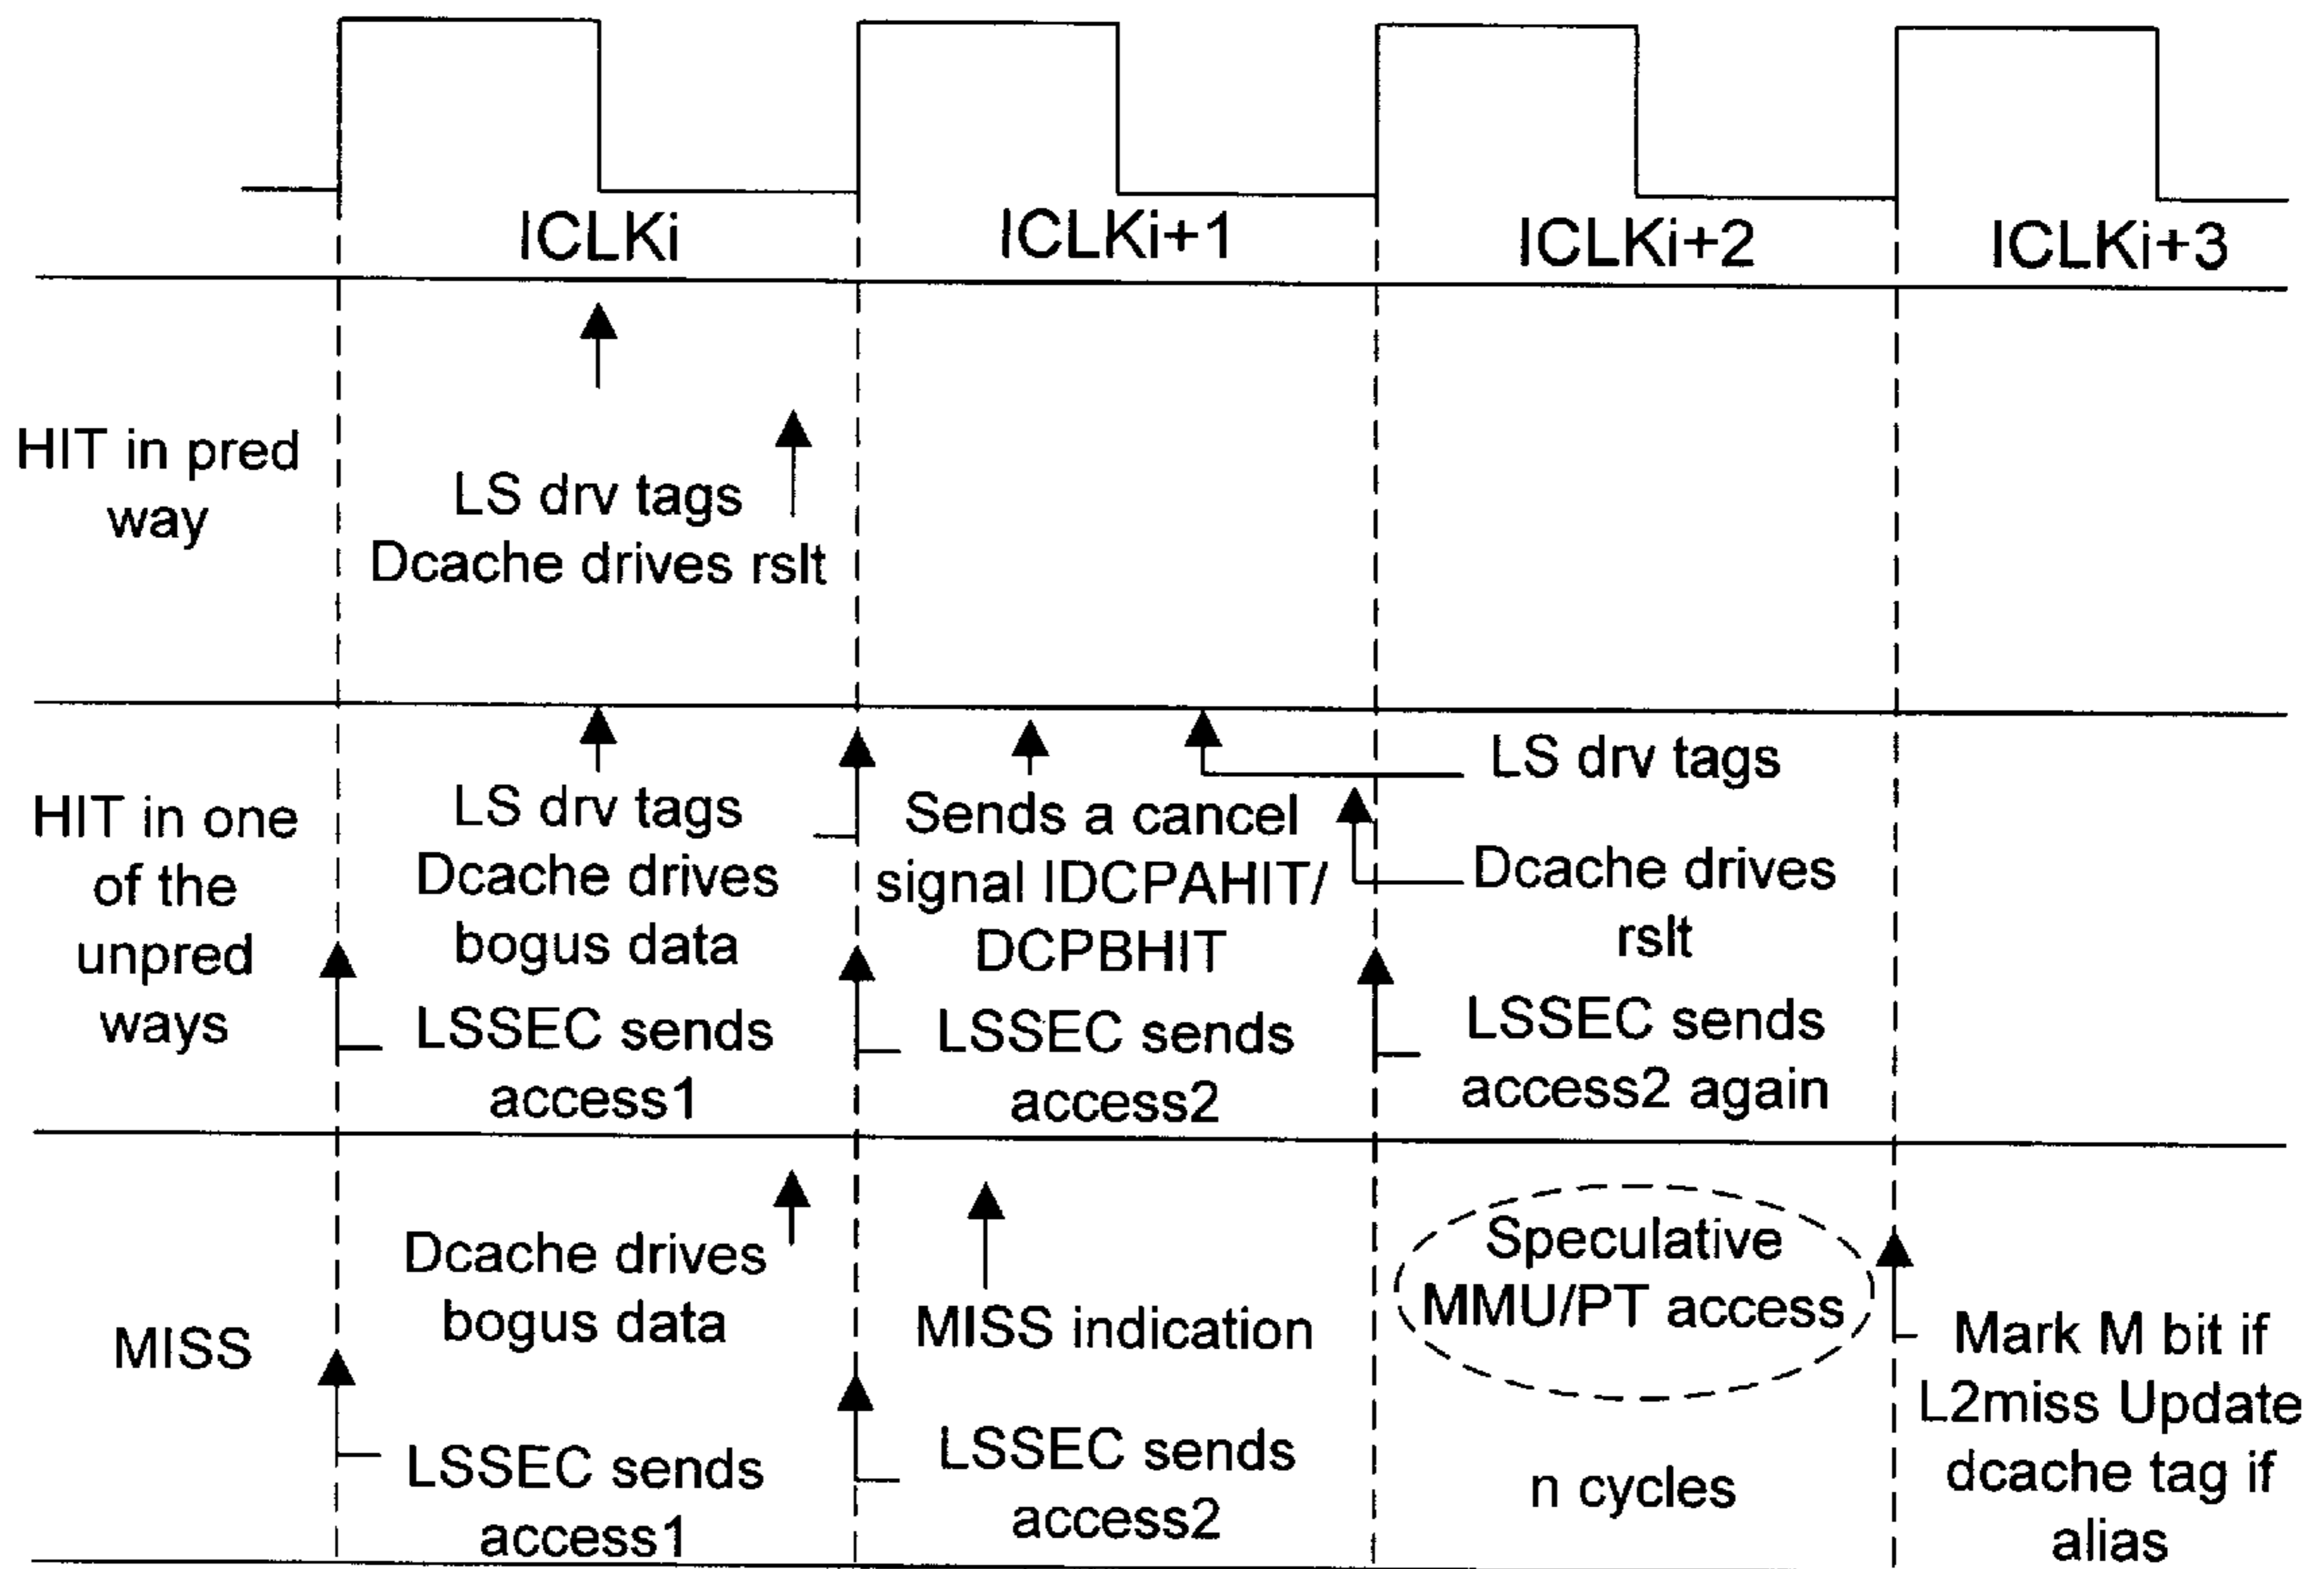 ICLKi
ICLKi+1
ICLKi+2
ICLKi+3
HIT in pred
way
LS drv tags
Dcache drives rslt
HIT in one
of the
unpred
ways
LS drv tags
Dcache drives
bogus data
LSSEC sends
access1
Sends a cancel
signal IDCPAHIT/
DCPBHIT
LSSEC sends
access2
LS drv tags
Dcache drives
rslt
LSSEC sends
access2 again
MISS
Dcache drives
bogus data
LSSEC sends
access1
MISS indication
LSSEC sends
access2
Speculative
MMU/PT access
n cycles
Mark M bit if
L2miss Update
dcache tag if
alias